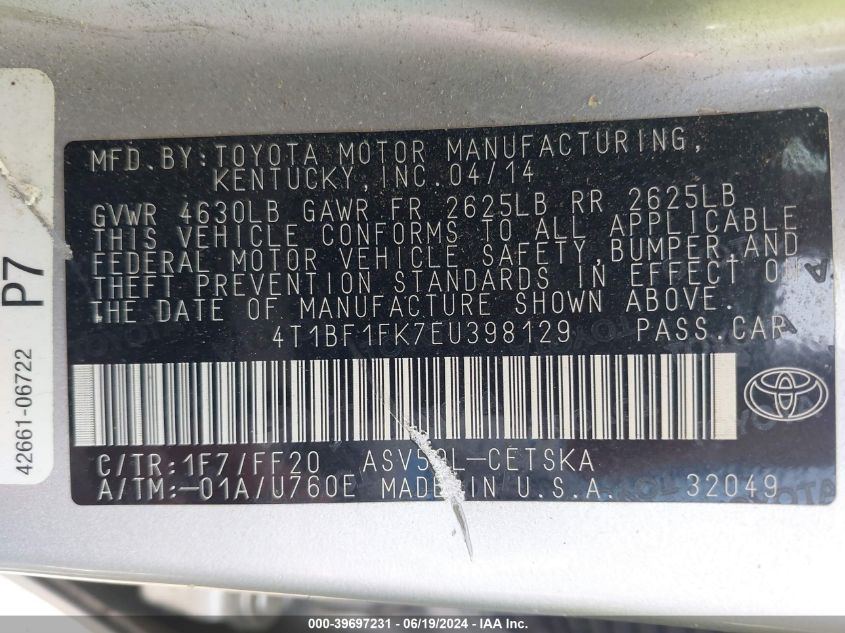 MFD. BY: TOYOTA MOTOR MANUFACTURING,
KENTUCKY, INC. 04/14
GVWR 4630LB GAWR FR 2625LB RR 2625LB
THIS VEHICLE CONFORMS TO ALL APPLICABLE
FEDERAL MOTOR VEHICLE SAFETY, BUMPER, AND
THEFT PREVENTION STANDARDS IN EFFECT ON
THE DATE OF MANUFACTURE SHOWN ABOVE.
4T1BF1FK7EU398129 PASS. CAR
C/TR: 1F7/FF20
A/TM: -01A/U760E MADE IN U.S.A. 32049
P7
42661-06722
000-39697231 - 06/19/2024 - IAAI.com